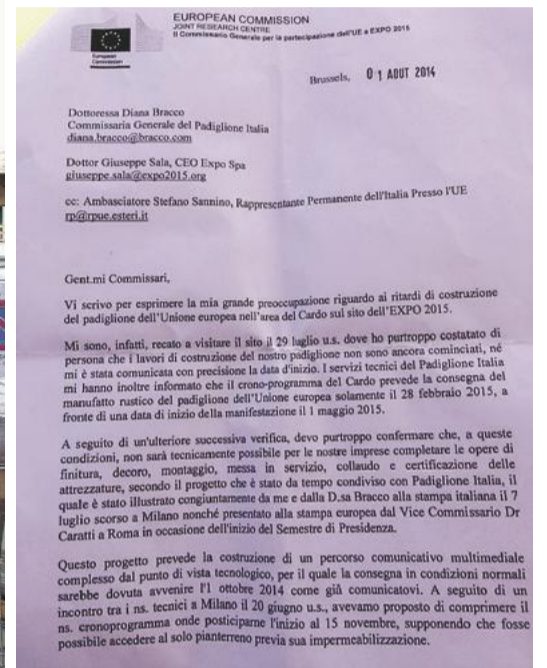 EUROPEAN COMMISSION
JOINT RESEARCH CENTRE
Il Commissario Generale per la partecipazione dell'UE a EXPO 2015
European
Commission
Brussels, 01 AOUT 2014
Dottoressa Diana Bracco
Commissaria Generale del Padiglione Italia
diana.bracco@bracco.com
Dottor Giuseppe Sala, CEO Expo Spa
giuseppe.sala@expo2015.org
cc: Ambasciatore Stefano Sannino, Rappresentante Permanente dell'Italia Presso l'UE
rp@rpue.esteri.it
Gent.mi Commissari,
Vi scrivo per esprimere la mia grande preoccupazione riguardo ai ritardi di costruzione
del padiglione dell'Unione europea nell'area del Cardo sul sito dell'EXPO 2015.
Mi sono, infatti, recato a visitare il sito il 29 luglio u.s. dove ho purtroppo costatato di
persona che i lavori di costruzione del nostro padiglione non sono ancora cominciati, né
mi è stata comunicata con precisione la data d'inizio. I servizi tecnici del Padiglione Italia
mi hanno inoltre informato che il crono-programma del Cardo prevede la consegna del
manufatto rustico del padiglione dell'Unione europea solamente il 28 febbraio 2015, a
fronte di una data di inizio della manifestazione il 1 maggio 2015.
A seguito di un'ulteriore successiva verifica, devo purtroppo confermare che, a queste
condizioni, non sarà tecnicamente possibile per le nostre imprese completare le opere di
finitura, decoro, montaggio, messa in servizio, collaudo e certificazione delle
attrezzature, secondo il progetto che è stato da tempo condiviso con Padiglione Italia, il
quale è stato illustrato congiuntamente da me e dalla D.sa Bracco alla stampa italiana il 7
luglio scorso a Milano nonché presentato alla stampa europea dal Vice Commissario Dr
Caratti a Roma in occasione dell'inizio del Semestre di Presidenza.
Questo progetto prevede la costruzione di un percorso comunicativo multimediale
complesso dal punto di vista tecnologico, per il quale la consegna in condizioni normali
sarebbe dovuta avvenire l'1 ottobre 2014 come già comunicatovi. A seguito di un
incontro tra i ns. tecnici a Milano il 20 giugno u.s., avevamo proposto di comprimere il
ns. cronoprogramma onde posticiparne l'inizio al 15 novembre, supponendo che fosse
possibile accedere al solo pianterreno previa sua impermeabilizzazione.